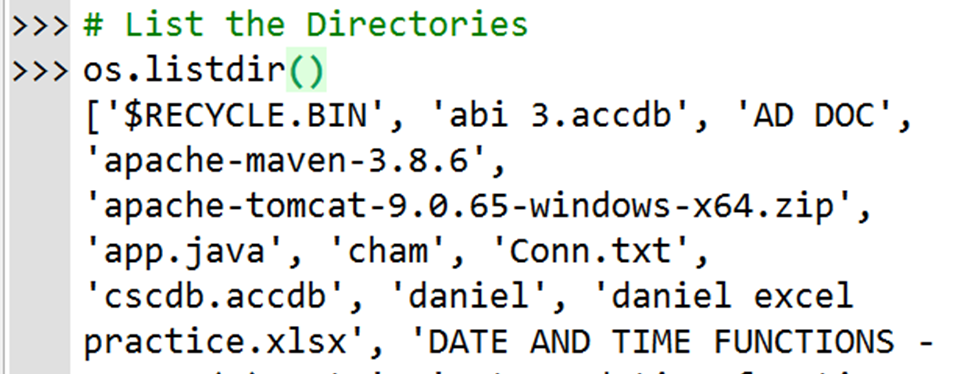 >>> # List the Directories
>>> os.listdir()
['$RECYCLE.BIN', 'abi 3.accdb', 'AD DOC',
'apache-maven-3.8.6',
'apache-tomcat-9.0.65-windows-x64.zip',
'app.java', 'cham', 'Conn.txt',
'cscdb.accdb', 'daniel', 'daniel excel
practice.xlsx', 'DATE AND TIME FUNCTIONS -